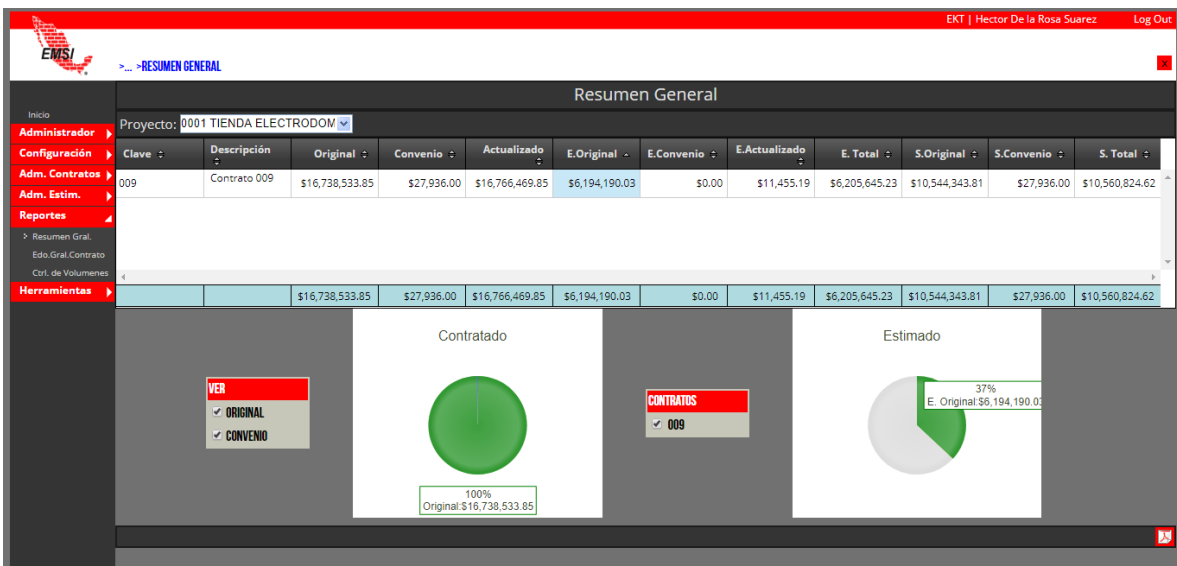 EKT | Hector De la Rosa Suarez Log Out
EMSI
>... >RESUMEN GENERAL
X
Resumen General
Inicio
Administrador
Configuración
Adm. Contratos
Adm. Estim.
Reportes
> Resumen Gral.
Edo.Gral.Contrato
Ctrl. de Volumenes
Herramientas
Proyecto: 0001 TIENDA ELECTRODOM
Clave Descripción Original Convenio Actualizado E.Original E.Convenio E.Actualizado E. Total S.Original S.Convenio S. Total
009 Contrato 009 $16,738,533.85 $27,936.00 $16,766,469.85 $6,194,190.03 $0.00 $11,455.19 $6,205,645.23 $10,544,343.81 $27,936.00 $10,560,824.62
$16,738,533.85 $27,936.00 $16,766,469.85 $6,194,190.03 $0.00 $11,455.19 $6,205,645.23 $10,544,343.81 $27,936.00 $10,560,824.62
VER
ORIGINAL
CONVENIO
Contratado
100%
Original:$16,738,533.85
CONTRATOS
009
Estimado
37%
E. Original:$6,194,190.03